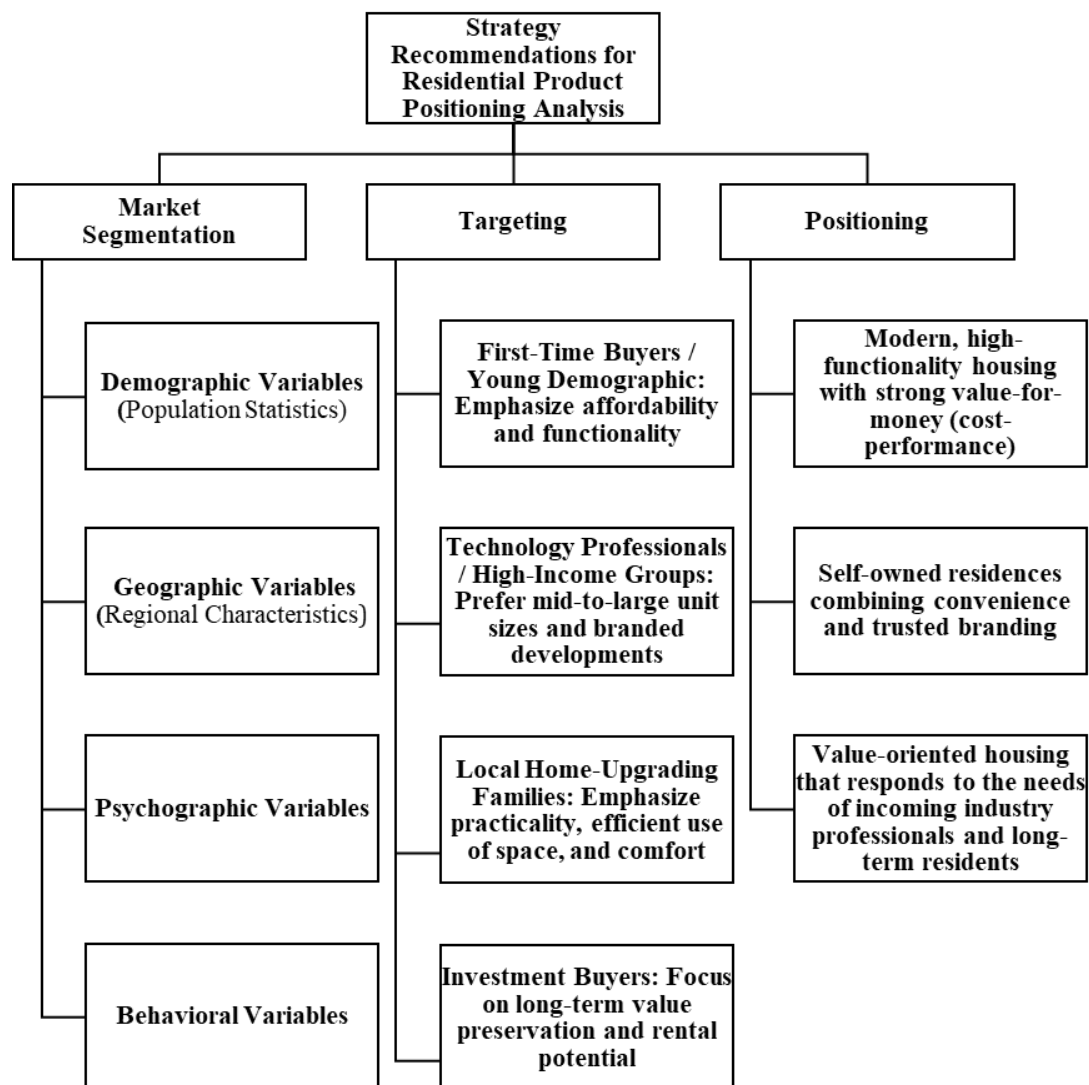 Strategy
Recommendations for
Residential Product
Positioning Analysis
Market
Segmentation
Targeting
Positioning
Demographic Variables
(Population Statistics)
First-Time Buyers /
Young Demographic:
Emphasize affordability
and functionality
Modern, high-
functionality housing
with strong value-for-
money (cost-
performance)
Geographic Variables
(Regional Characteristics)
Technology Professionals
/ High-Income Groups:
Prefer mid-to-large unit
sizes and branded
developments
Self-owned residences
combining convenience
and trusted branding
Psychographic Variables
Local Home-Upgrading
Families: Emphasize
practicality, efficient use
of space, and comfort
Value-oriented housing
that responds to the needs
of incoming industry
professionals and long-
term residents
Behavioral Variables
Investment Buyers: Focus
on long-term value
preservation and rental
potential